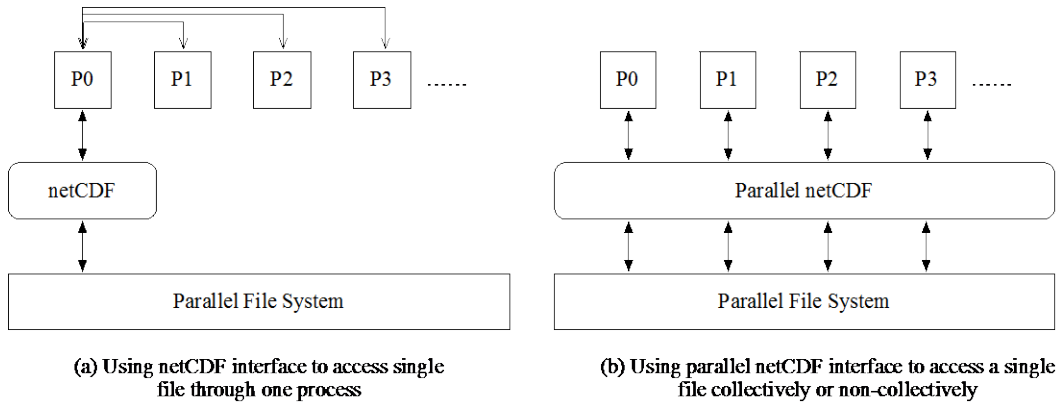 P0 P1 P2 P3 ......
netCDF
Parallel File System
(a) Using netCDF interface to access single
file through one process
P0 P1 P2 P3 ......
Parallel netCDF
Parallel File System
(b) Using parallel netCDF interface to access a single
file collectively or non-collectively